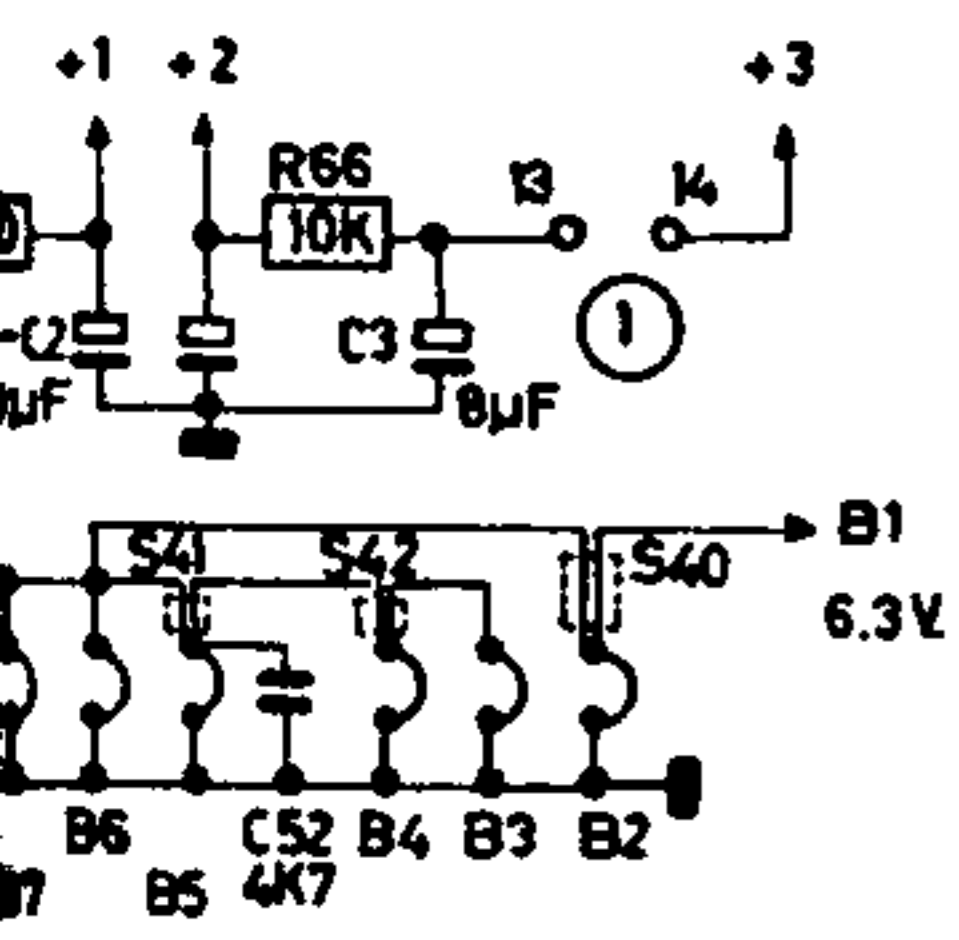 +1 +2 +3
R66 13 14
10K
C2 C3 1
µF 8µF
B1
S41 S42 S40
6.3V.
B6 C52 B4 B3 B2
B5 4K7